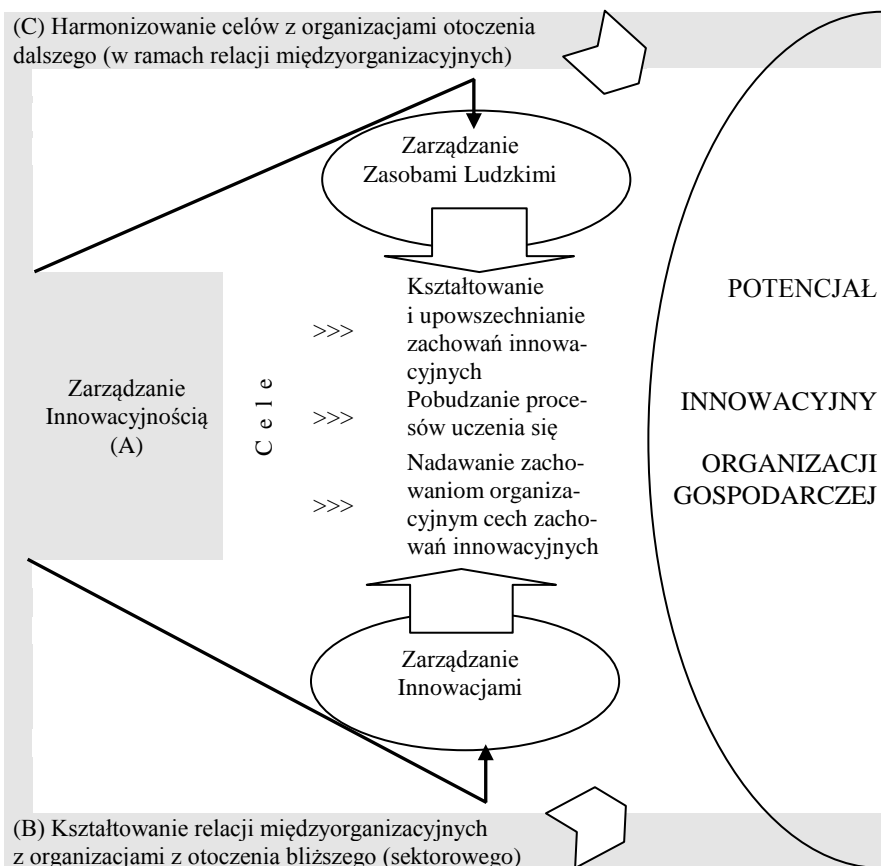 (C) Harmonizowanie celów z organizacjami otoczenia
dalszego (w ramach relacji międzyorganizacyjnych)
Zarządzanie
Zasobami Ludzkimi
Zarządzanie
Innowacyjnością
(A)
Cele
>>>
Kształtowanie
i upowszechnianie
zachowań innowa-
cyjnych
>>>
Pobudzanie proce-
sów uczenia się
>>>
Nadawanie zacho-
waniom organiza-
cyjnym cech zacho-
wań innowacyjnych
Zarządzanie
Innowacjami
POTENCJAŁ
INNOWACYJNY
ORGANIZACJI
GOSPODARCZEJ
(B) Kształtowanie relacji międzyorganizacyjnych
z organizacjami z otoczenia bliższego (sektorowego)